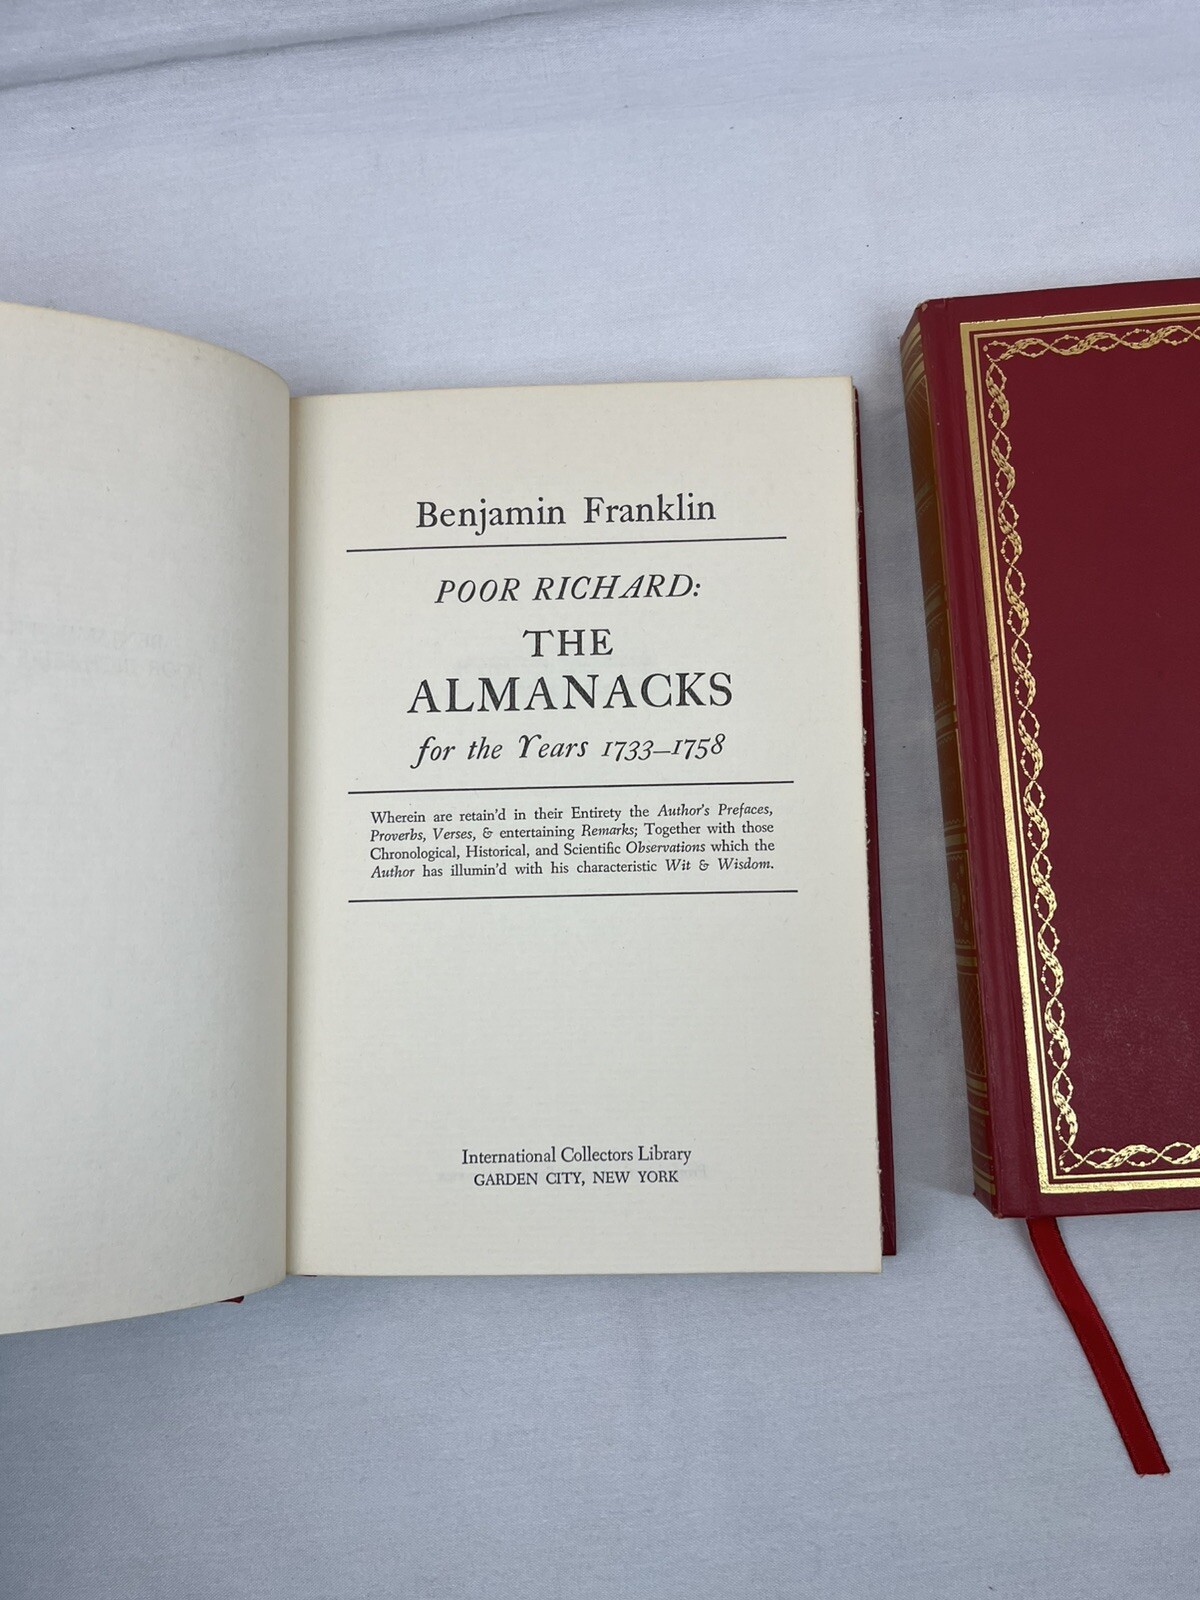 Benjamin Franklin
POOR RICHARD:
THE
ALMANACKS
for the Years 1733–1758
Wherein are retain'd in their Entirety the Author's Prefaces,
Proverbs, Verses, & entertaining Remarks; Together with those
Chronological, Historical, and Scientific Observations which the
Author has illumin'd with his characteristic Wit & Wisdom.
International Collectors Library
GARDEN CITY, NEW YORK